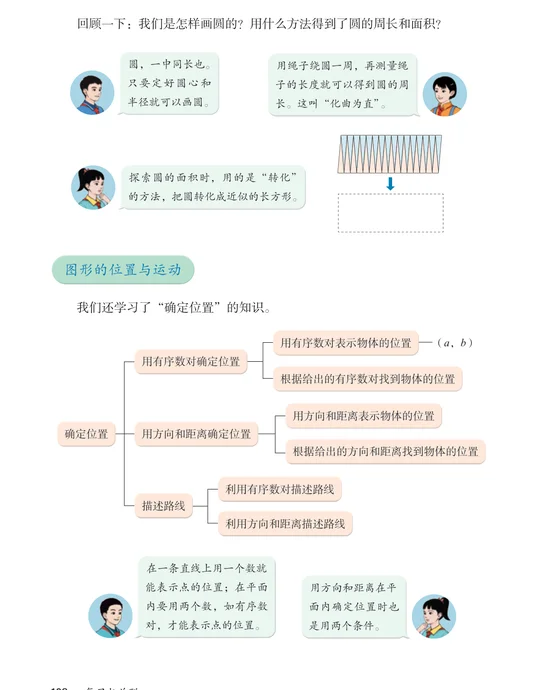 回顾一下：我们是怎样画圆的？用什么方法得到了圆的周长和面积？
圆，一中同长也。
只要定好圆心和
半径就可以画圆。
用绳子绕圆一周，再测量绳
子的长度就可以得到圆的周
长。这叫“化曲为直”。
探索圆的面积时，用的是“转化”
的方法，把圆转化成近似的长方形。
图形的位置与运动
我们还学习了“确定位置”的知识。
确定位置
用有序数对确定位置
用有序数对表示物体的位置
（a，b）
根据给出的有序数对找到物体的位置
用方向和距离确定位置
用方向和距离表示物体的位置
根据给出的方向和距离找到物体的位置
描述路线
利用有序数对描述路线
利用方向和距离描述路线
在一条直线上用一个数就
能表示点的位置；在平面
内要用两个数，如有序数
对，才能表示点的位置。
用方向和距离在平
面内确定位置时也
是用两个条件。